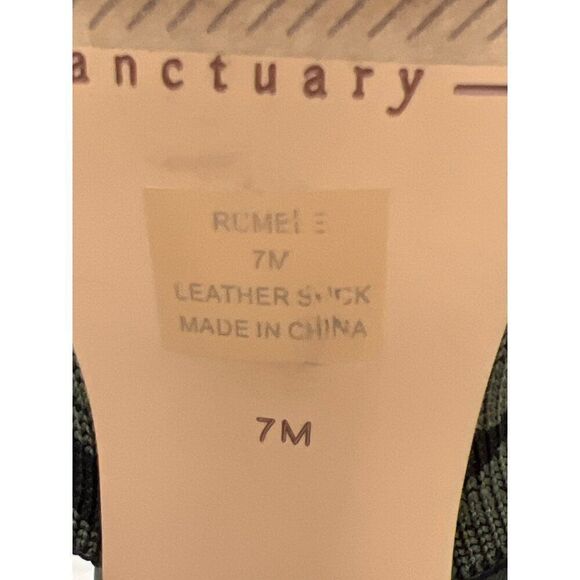 anctuary
7M
LEATHER
MADE IN CHINA
7M